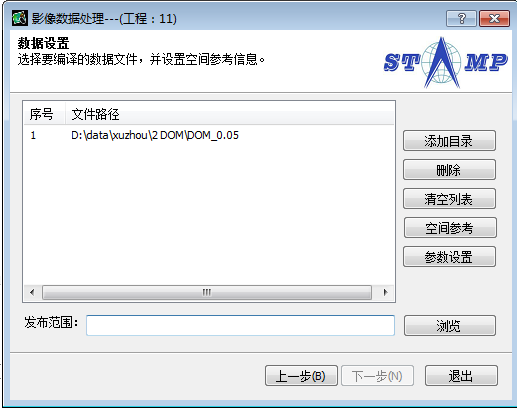 影像数据处理---(工程：11)
数据设置
选择要编译的数据文件，并设置空间参考信息。
STAMP
序号 文件路径
1 D:\data\xuzhou\2 DOM\DOM_0.05
添加目录
删除
清空列表
空间参考
参数设置
发布范围： 浏览
上一步(B) 下一步(N) 退出